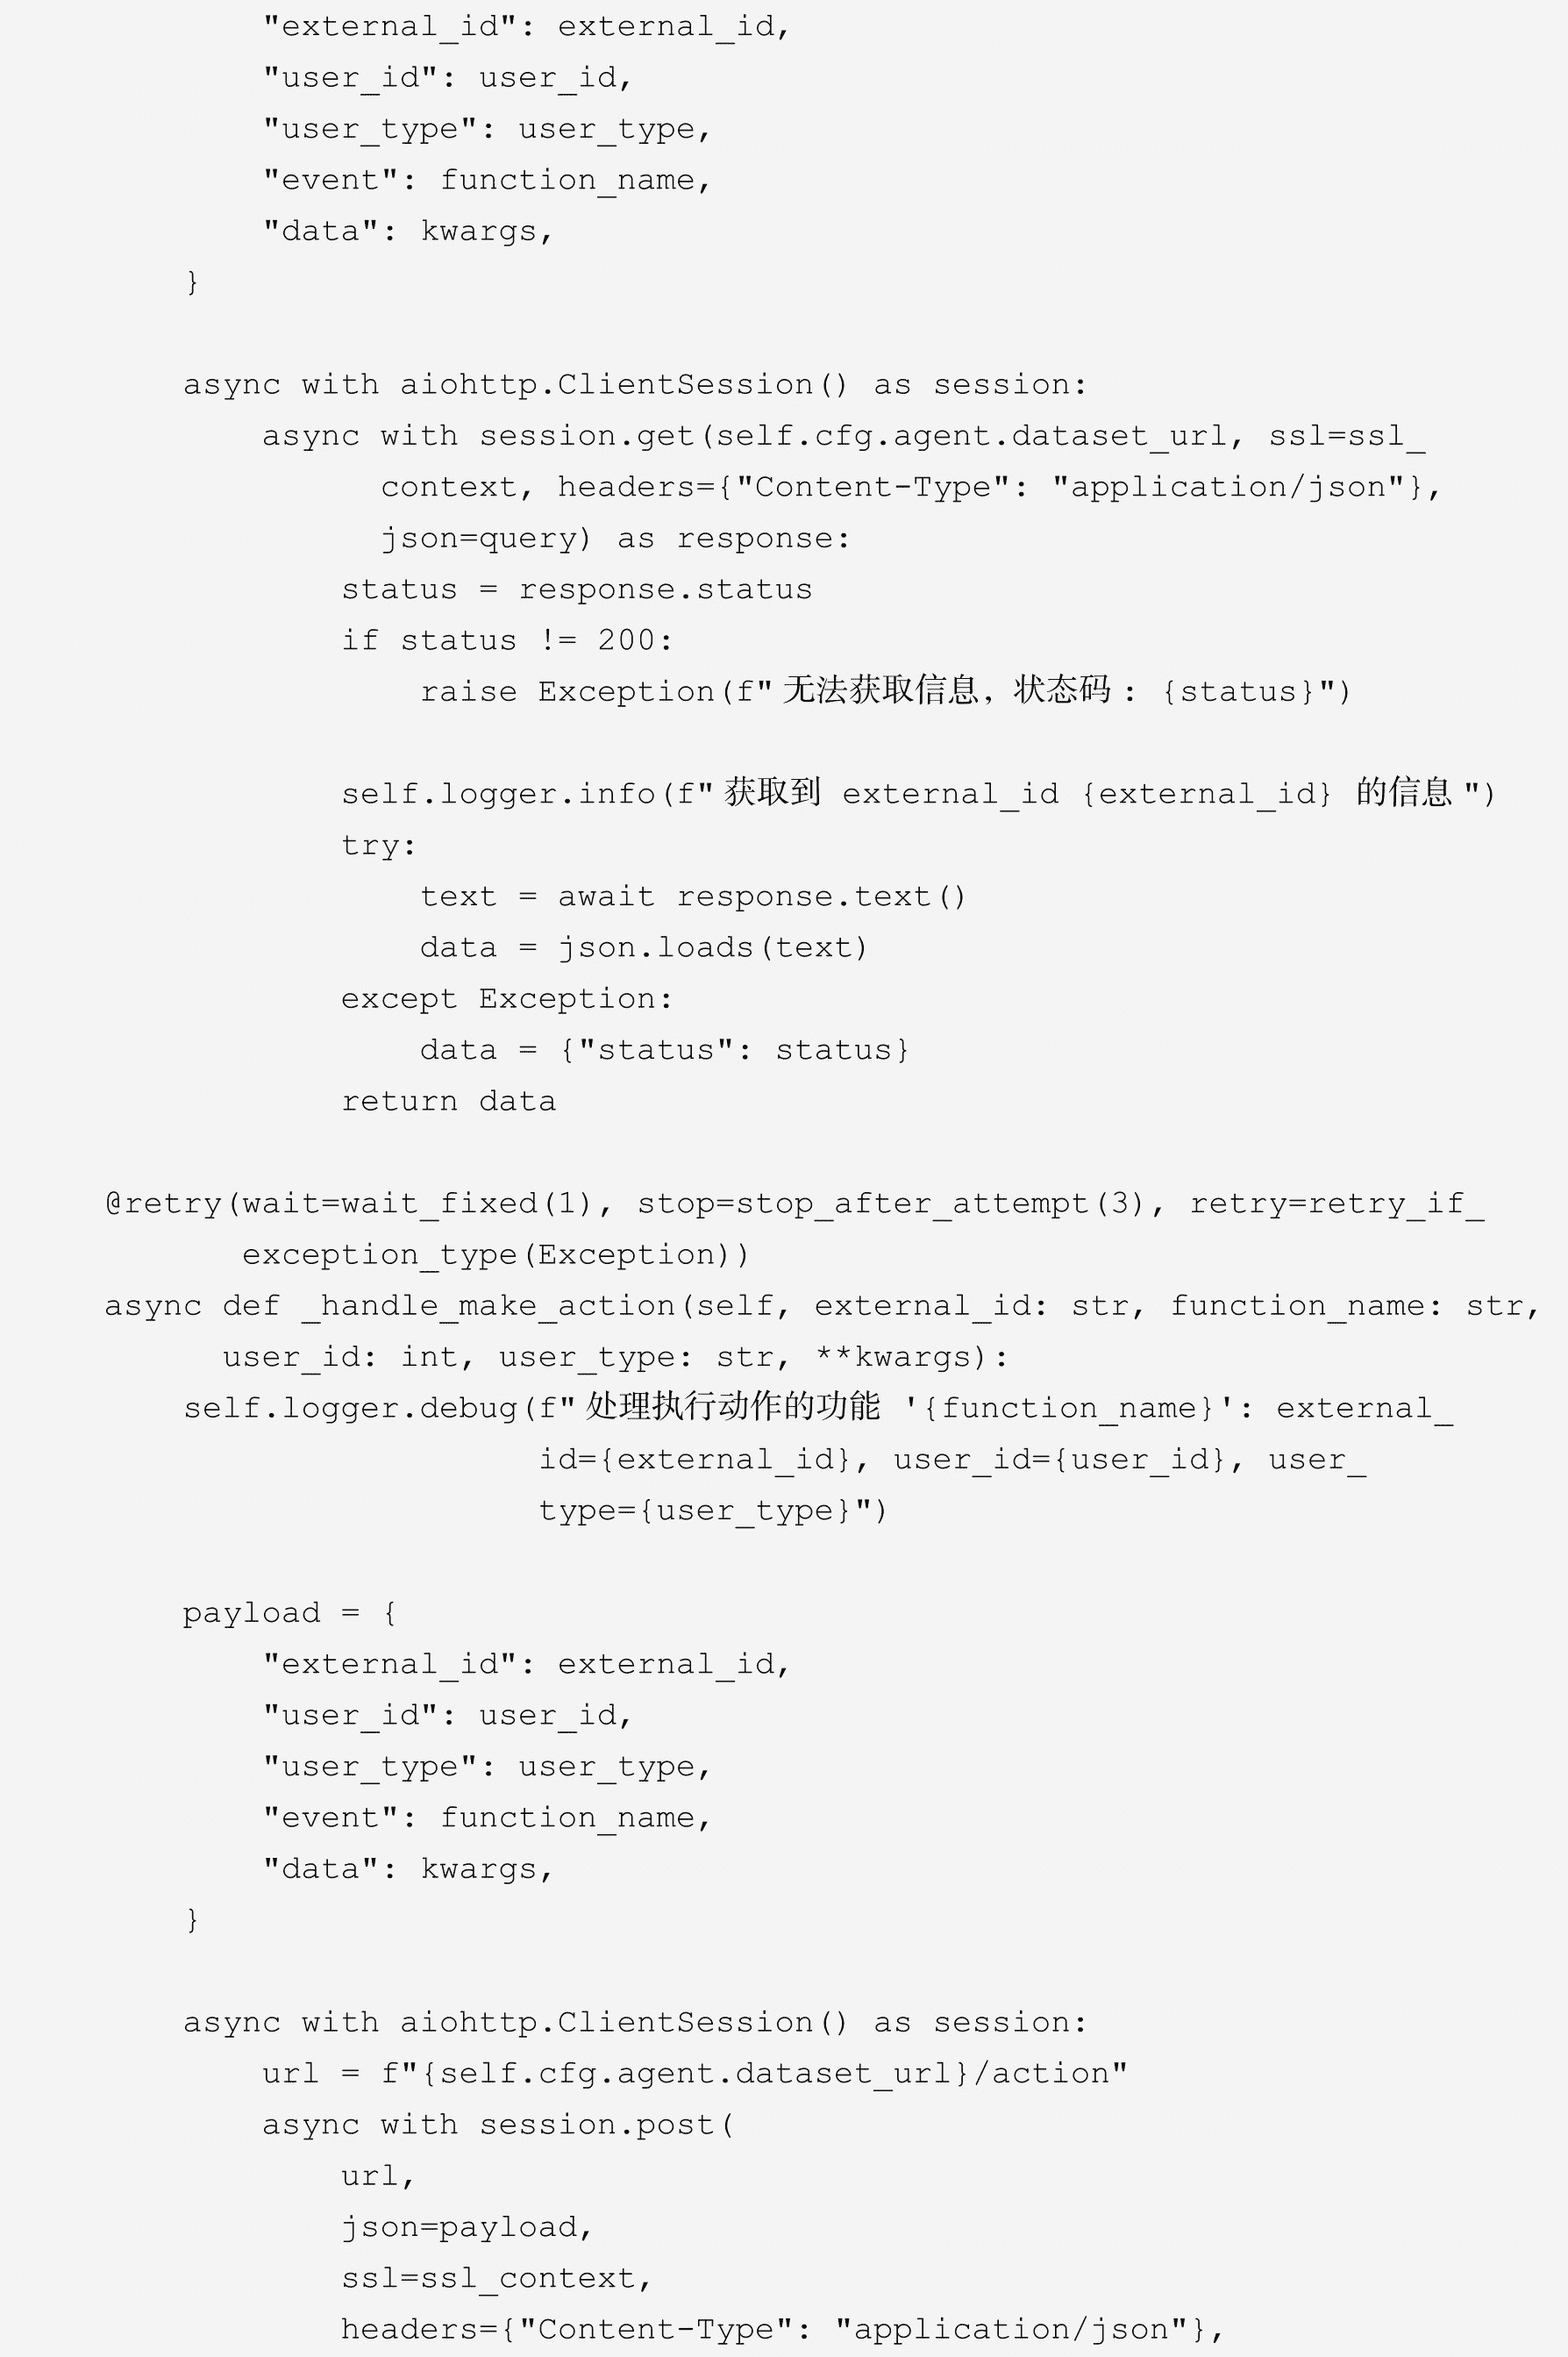 "external_id": external_id,
"user_id": user_id,
"user_type": user_type,
"event": function_name,
"data": kwargs,
}
async with aiohttp.ClientSession() as session:
async with session.get(self.cfg.agent.dataset_url, ssl=ssl_
context, headers={"Content-Type": "application/json"},
json=query) as response:
status = response.status
if status != 200:
raise Exception(f"无法获取信息，状态码：{status}")
self.logger.info(f"获取到 external_id {external_id} 的信息")
try:
text = await response.text()
data = json.loads(text)
except Exception:
data = {"status": status}
return data
@retry(wait=wait_fixed(1), stop=stop_after_attempt(3), retry=retry_if_
exception_type(Exception))
async def _handle_make_action(self, external_id: str, function_name: str,
user_id: int, user_type: str, **kwargs):
self.logger.debug(f"处理执行动作的功能 '{function_name}': external_
id={external_id}, user_id={user_id}, user_
type={user_type}")
payload = {
"external_id": external_id,
"user_id": user_id,
"user_type": user_type,
"event": function_name,
"data": kwargs,
}
async with aiohttp.ClientSession() as session:
url = f"{self.cfg.agent.dataset_url}/action"
async with session.post(
url,
json=payload,
ssl=ssl_context,
headers={"Content-Type": "application/json"},